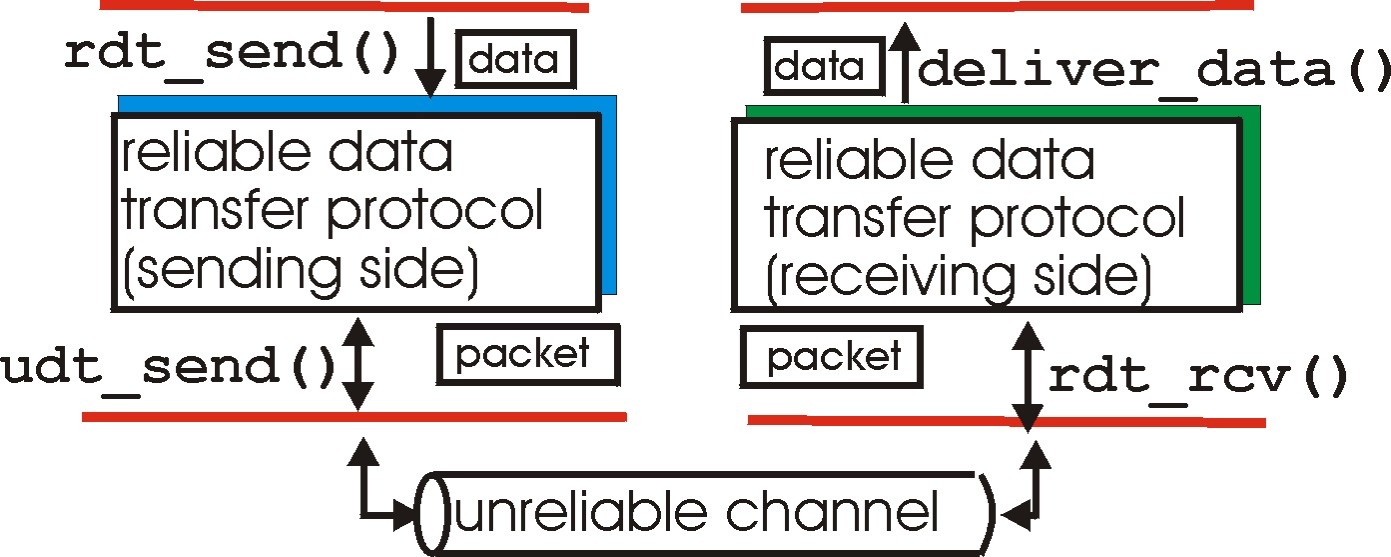 rdt_send()
data
data
deliver_data()
reliable data
transfer protocol
(sending side)
reliable data
transfer protocol
(receiving side)
udt_send()
packet
packet
rdt_rcv()
unreliable channel